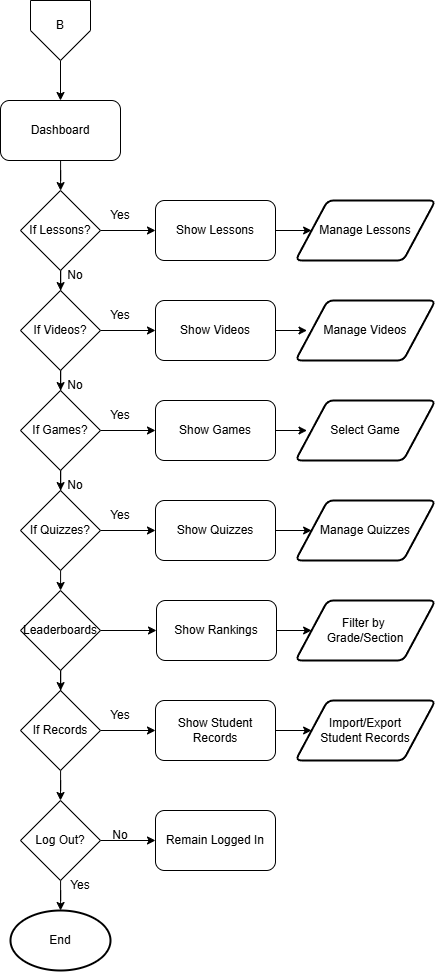 B
Dashboard
If Lessons?
Yes
Show Lessons
Manage Lessons
No
If Videos?
Yes
Show Videos
Manage Videos
No
If Games?
Yes
Show Games
Select Game
No
If Quizzes?
Yes
Show Quizzes
Manage Quizzes
Leaderboards
Show Rankings
Filter by
Grade/Section
If Records
Yes
Show Student
Records
Import/Export
Student Records
Log Out?
No
Remain Logged In
Yes
End